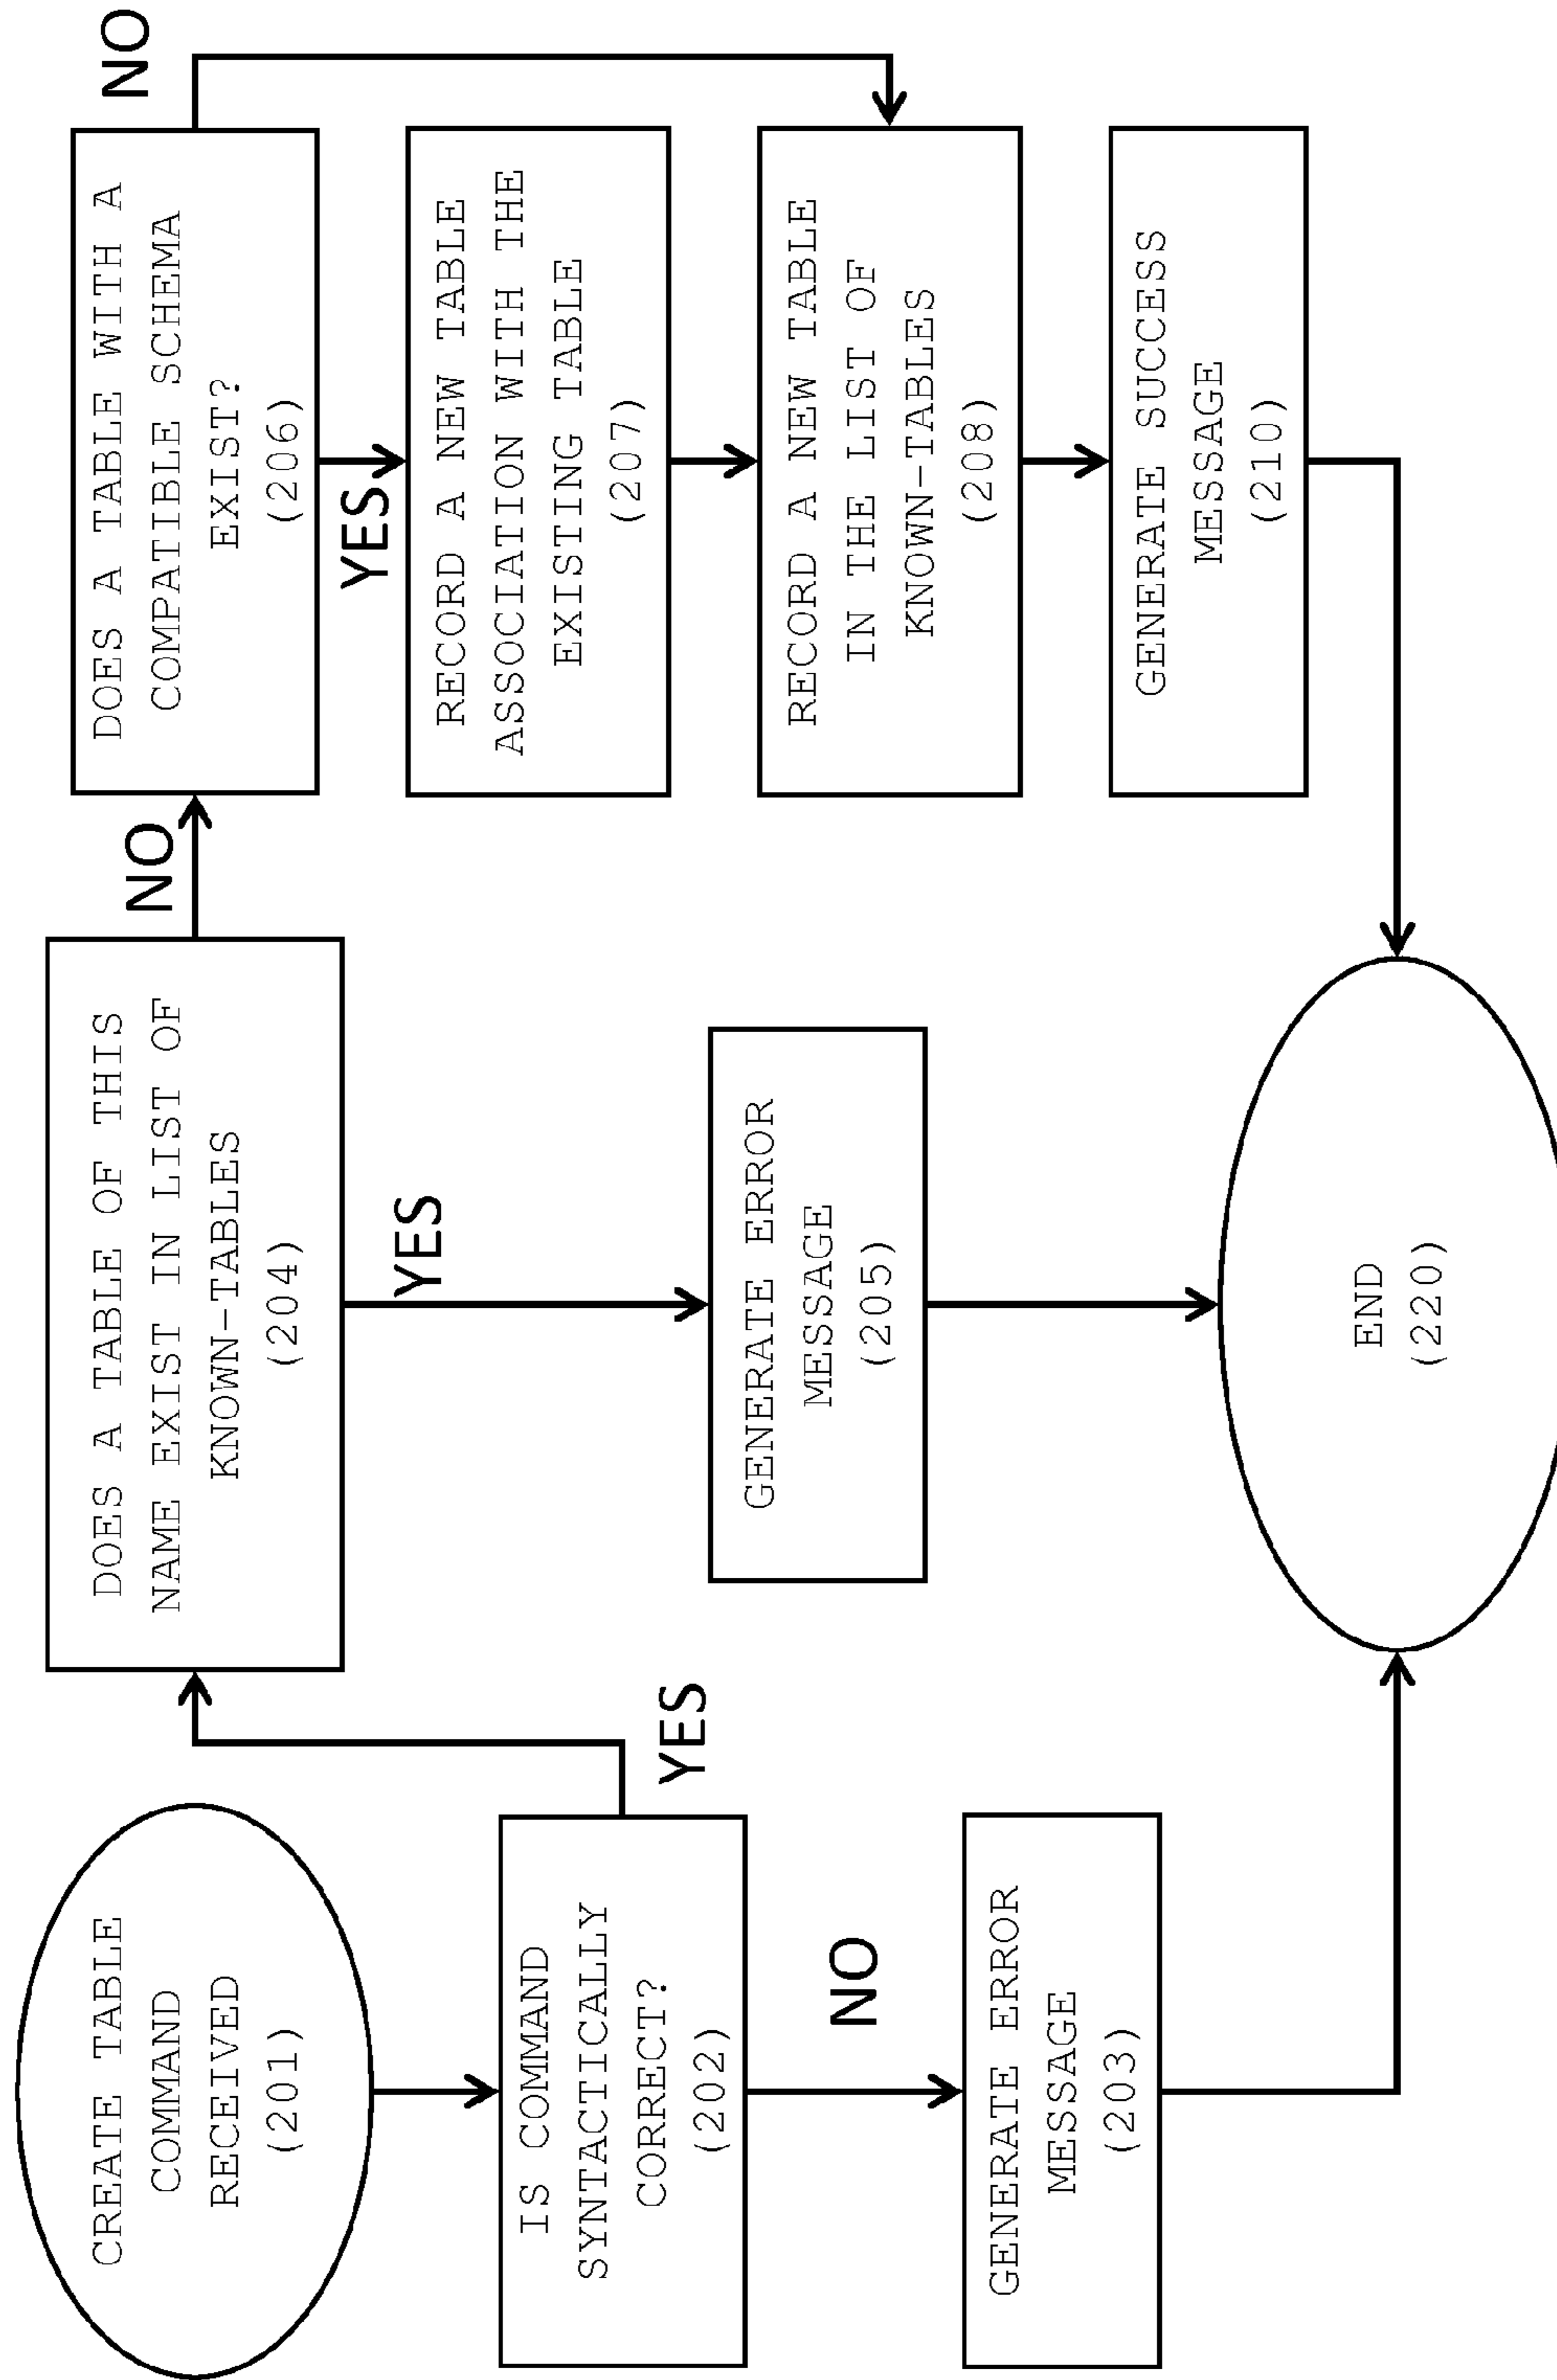 CREATE TABLE
COMMAND
RECEIVED
(201)
IS COMMAND
SYNTACTICALLY
CORRECT?
(202)
YES
NO
GENERATE ERROR
MESSAGE
(203)
DOES A TABLE OF THIS
NAME EXIST IN LIST OF
KNOWN-TABLES
(204)
NO
YES
GENERATE ERROR
MESSAGE
(205)
DOES A TABLE WITH A
COMPATIBLE SCHEMA
EXIST?
(206)
NO
YES
RECORD A NEW TABLE
ASSOCIATION WITH THE
EXISTING TABLE
(207)
RECORD A NEW TABLE
IN THE LIST OF
KNOWN-TABLES
(208)
GENERATE SUCCESS
MESSAGE
(210)
END
(220)